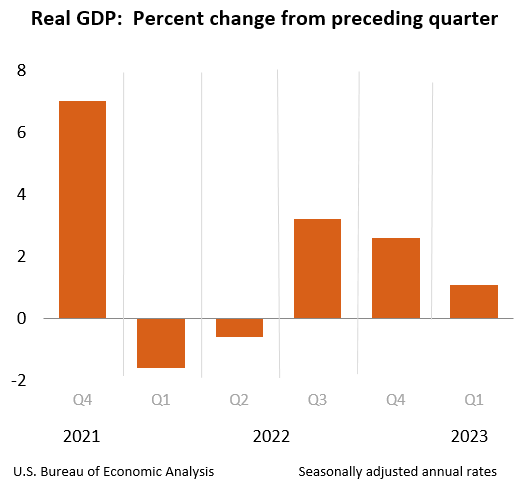 Real GDP:  Percent change from preceding quarter
8
6
4
2
0
-2
Q4 Q1 Q2 Q3 Q4 Q1
2021 2022 2023
U.S. Bureau of Economic Analysis Seasonally adjusted annual rates